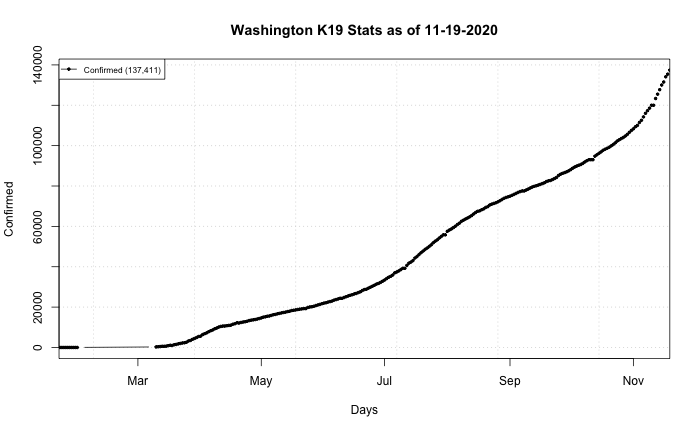 Washington K19 Stats as of 11-19-2020
Confirmed (137,411)
140000
100000
60000
20000
0
Confirmed
Mar May Jul Sep Nov
Days